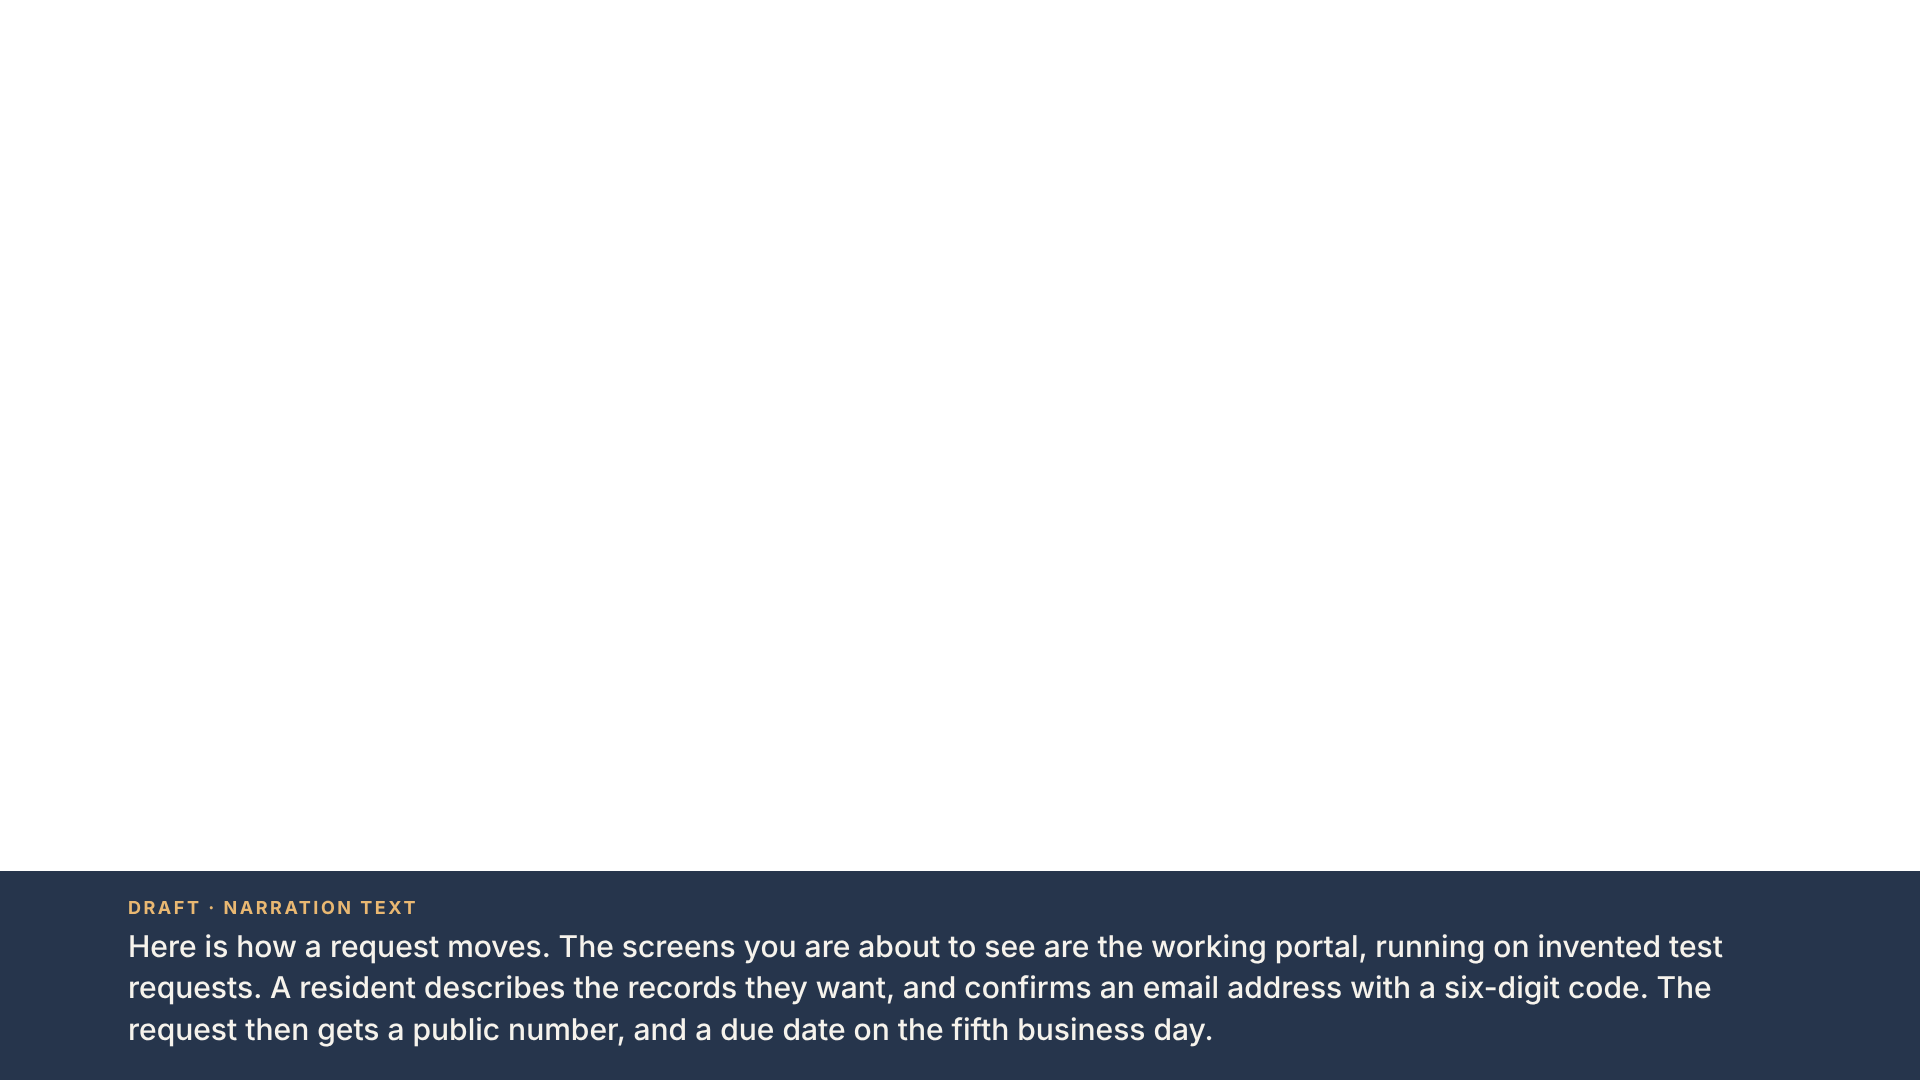 DRAFT · NARRATION TEXT
Here is how a request moves. The screens you are about to see are the working portal, running on invented test
requests. A resident describes the records they want, and confirms an email address with a six-digit code. The
request then gets a public number, and a due date on the fifth business day.